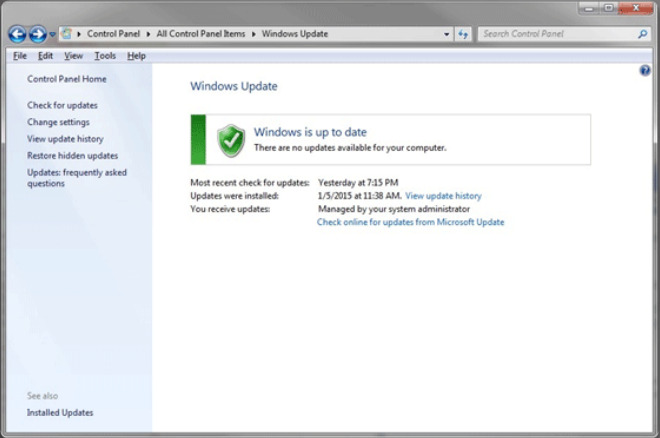 Control Panel ▸ All Control Panel Items ▸ Windows Update
Search Control Panel
File Edit View Tools Help
Control Panel Home
Check for updates
Change settings
View update history
Restore hidden updates
Updates: frequently asked
questions
See also
Installed Updates
Windows Update
Windows is up to date
There are no updates available for your computer.
Most recent check for updates: Yesterday at 7:15 PM
Updates were installed: 1/5/2015 at 11:38 AM. View update history
You receive updates: Managed by your system administrator
Check online for updates from Microsoft Update